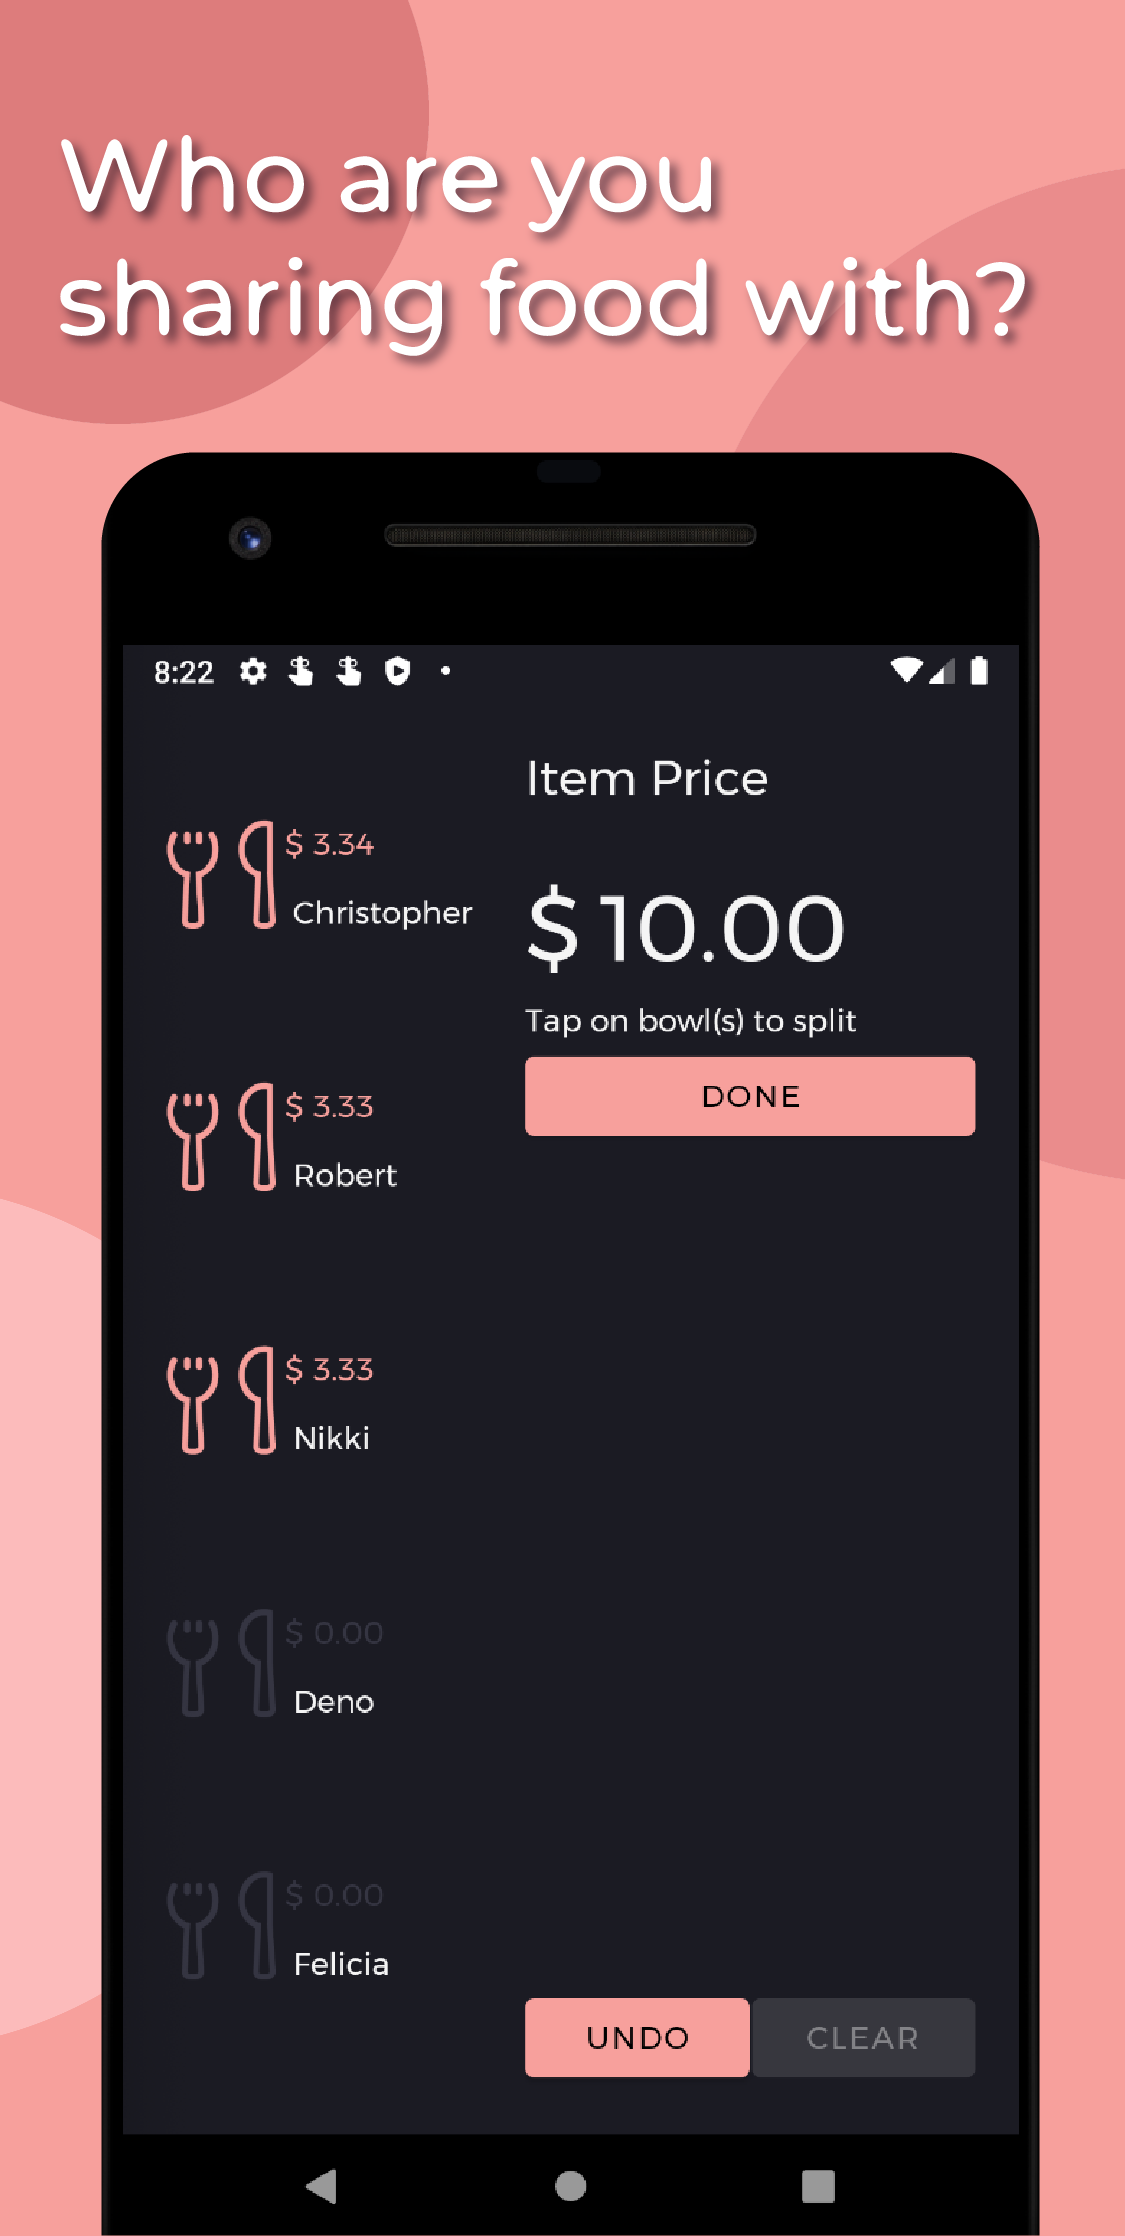 Who are you
sharing food with?
8:22
Item Price
$ 3.34
Christopher
$ 10.00
Tap on bowl(s) to split
DONE
$ 3.33
Robert
$ 3.33
Nikki
$ 0.00
Deno
$ 0.00
Felicia
UNDO
CLEAR